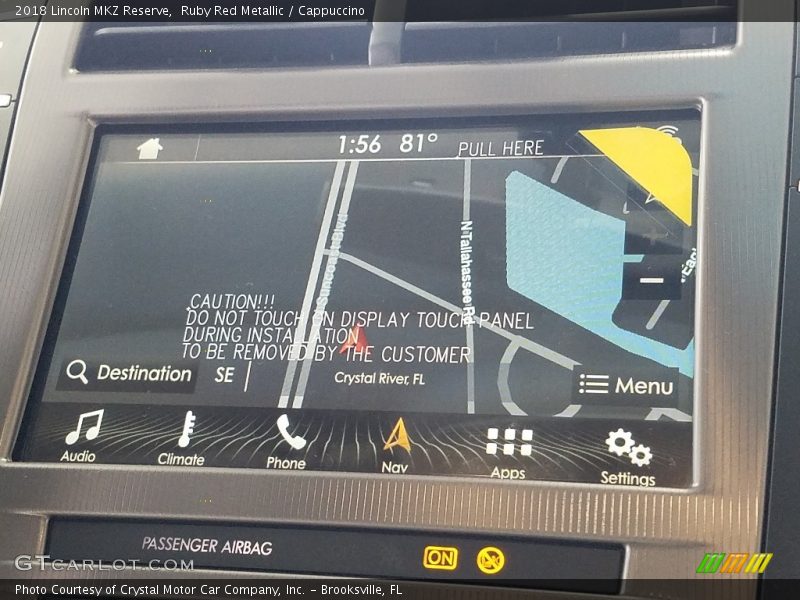 2018 Lincoln MKZ Reserve, Ruby Red Metallic / Cappuccino
1:56 81°
PULL HERE
N Tallahassee Rd
CAUTION!!!
DO NOT TOUCH ON DISPLAY TOUCH PANEL
DURING INSTALLATION
TO BE REMOVED BY THE CUSTOMER
Destination
SE
Crystal River, FL
Menu
Audio
Climate
Phone
Nav
Apps
Settings
PASSENGER AIRBAG
ON
GTCARLOT.COM
Photo Courtesy of Crystal Motor Car Company, Inc. – Brooksville, FL